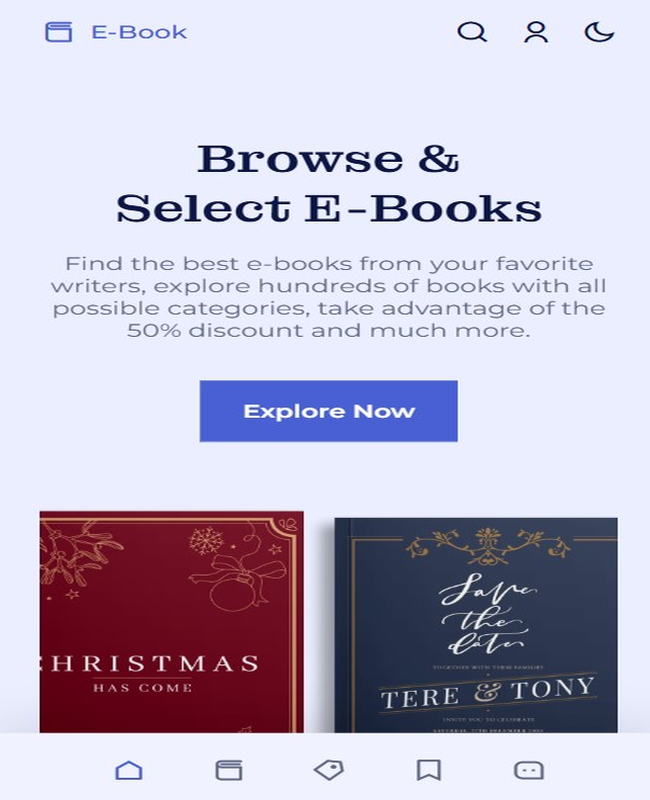 E-Book
Browse &
Select E-Books
Find the best e-books from your favorite
writers, explore hundreds of books with all
possible categories, take advantage of the
50% discount and much more.
Explore Now
CHRISTMAS
HAS COME
Save
the
date
TOGETHER WITH THEIR FAMILIES
TERE & TONY
INVITE YOU TO CELEBRATE